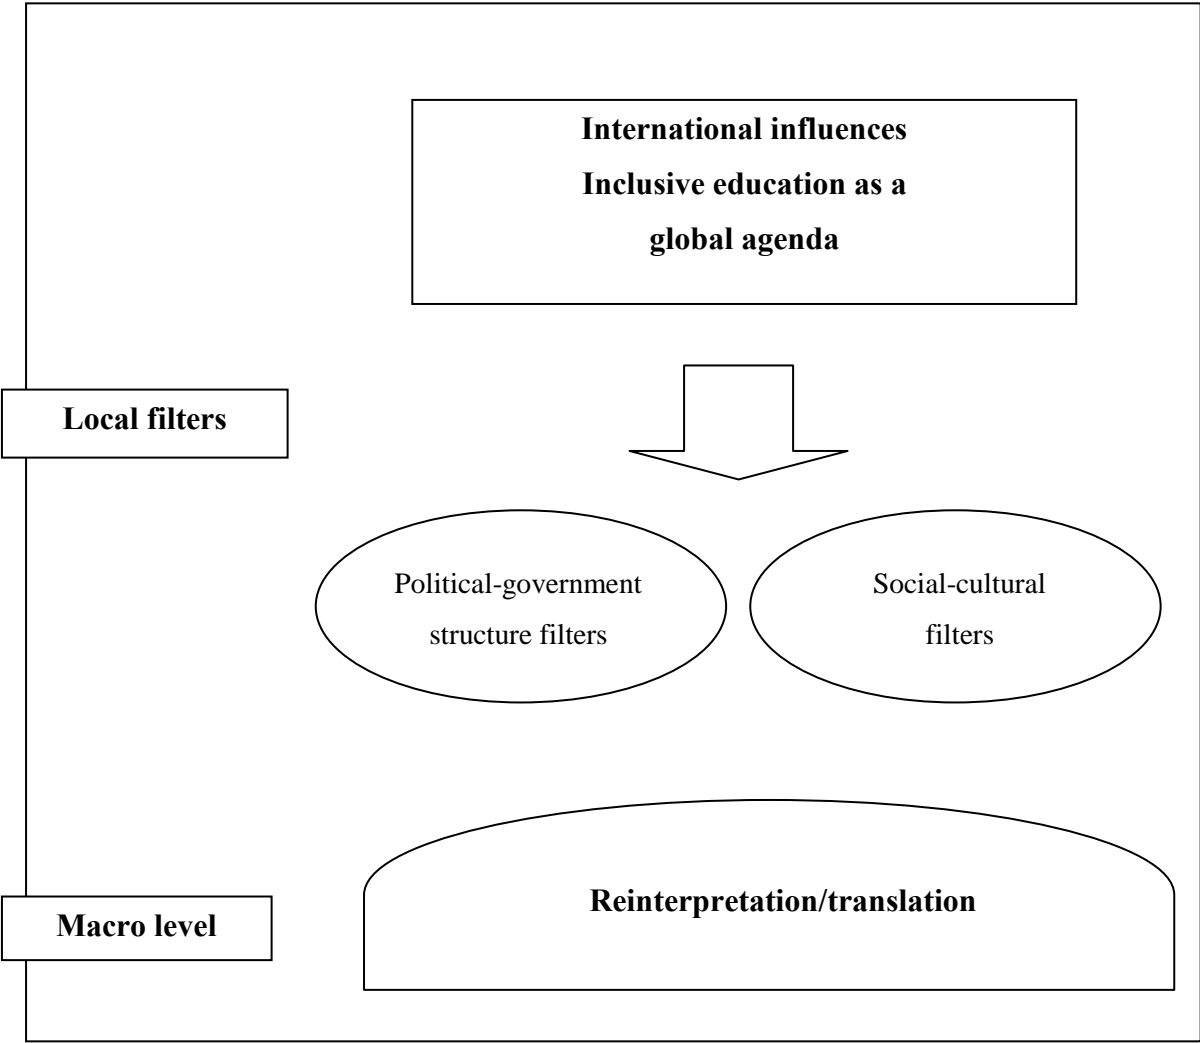 International influences
Inclusive education as a
global agenda
Local filters
Political-government
structure filters
Social-cultural
filters
Reinterpretation/translation
Macro level